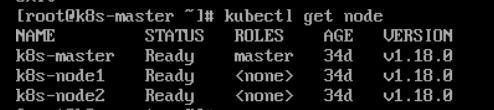 [root@k8s-master ~]# kubectl get node
NAME STATUS ROLES AGE VERSION
k8s-master Ready master 34d v1.18.0
k8s-node1 Ready <none> 34d v1.18.0
k8s-node2 Ready <none> 34d v1.18.0